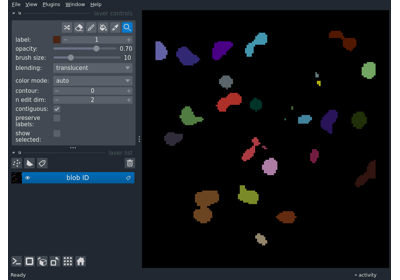 File View Plugins Window Help
layer controls
label: 1
opacity: 0.70
brush size: 10
blending: translucent
color mode: auto
contour: 0
n edit dim: 2
contiguous:
preserve
labels:
show
selected:
layer list
blob ID
Ready
activity